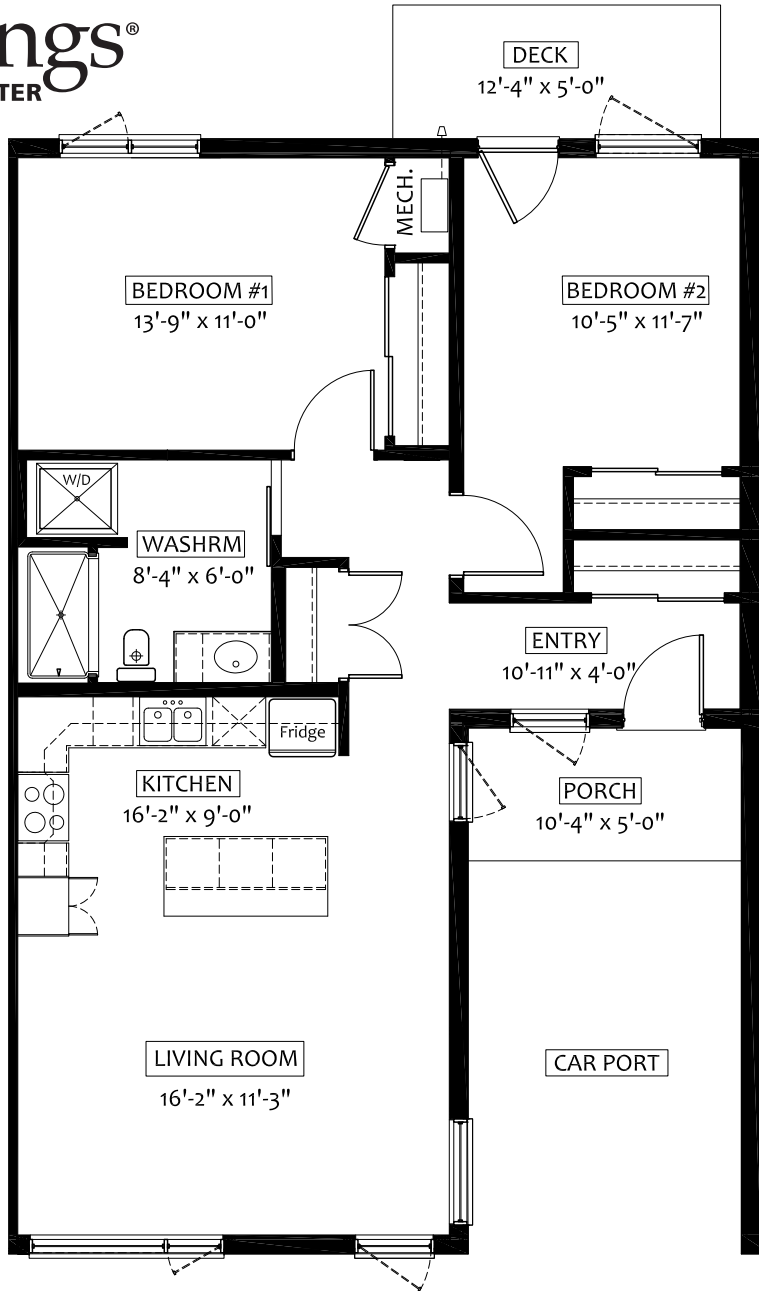 ngs®
TER
DECK
12'-4" x 5'-0"
MECH.
BEDROOM #1
13'-9" x 11'-0"
BEDROOM #2
10'-5" x 11'-7"
W/D
WASHRM
8'-4" x 6'-0"
ENTRY
10'-11" x 4'-0"
Fridge
KITCHEN
16'-2" x 9'-0"
PORCH
10'-4" x 5'-0"
LIVING ROOM
16'-2" x 11'-3"
CAR PORT